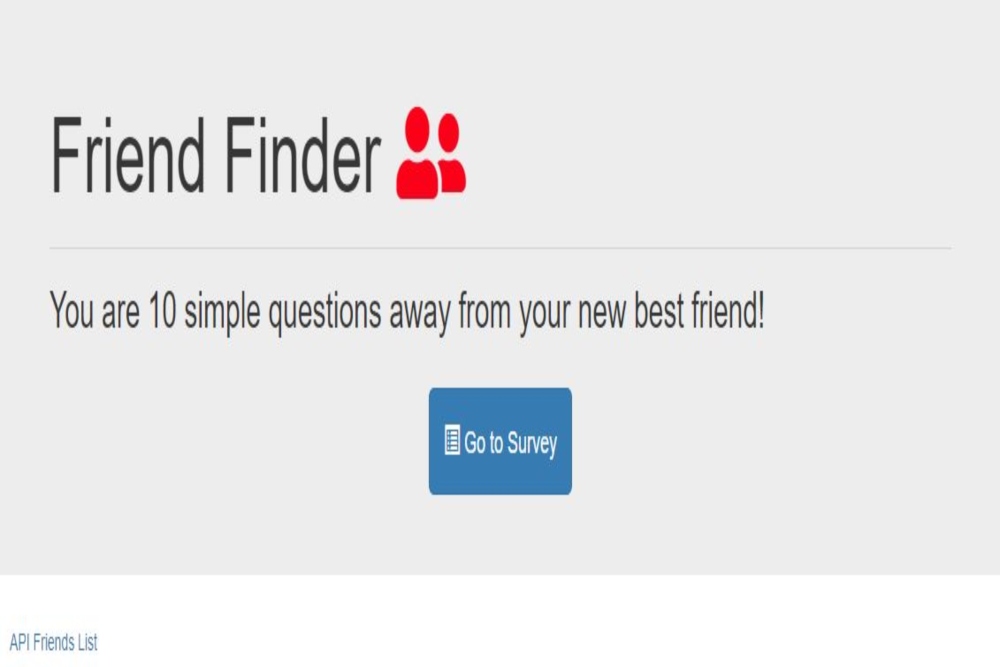 Friend Finder
You are 10 simple questions away from your new best friend!
Go to Survey
API Friends List